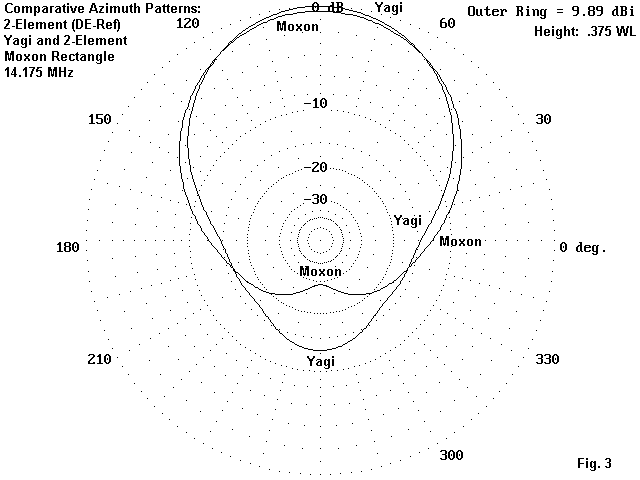 Comparative Azimuth Patterns:
2-Element (DE-Ref)
Yagi and 2-Element
Moxon Rectangle
14.175 MHz
0 dB
Yagi
Moxon
Outer Ring = 9.89 dBi
Height: .375 WL
120
60
-10
150
30
-20
-30
Yagi
180
Moxon
0 deg.
Moxon
210
Yagi
330
300
Fig. 3